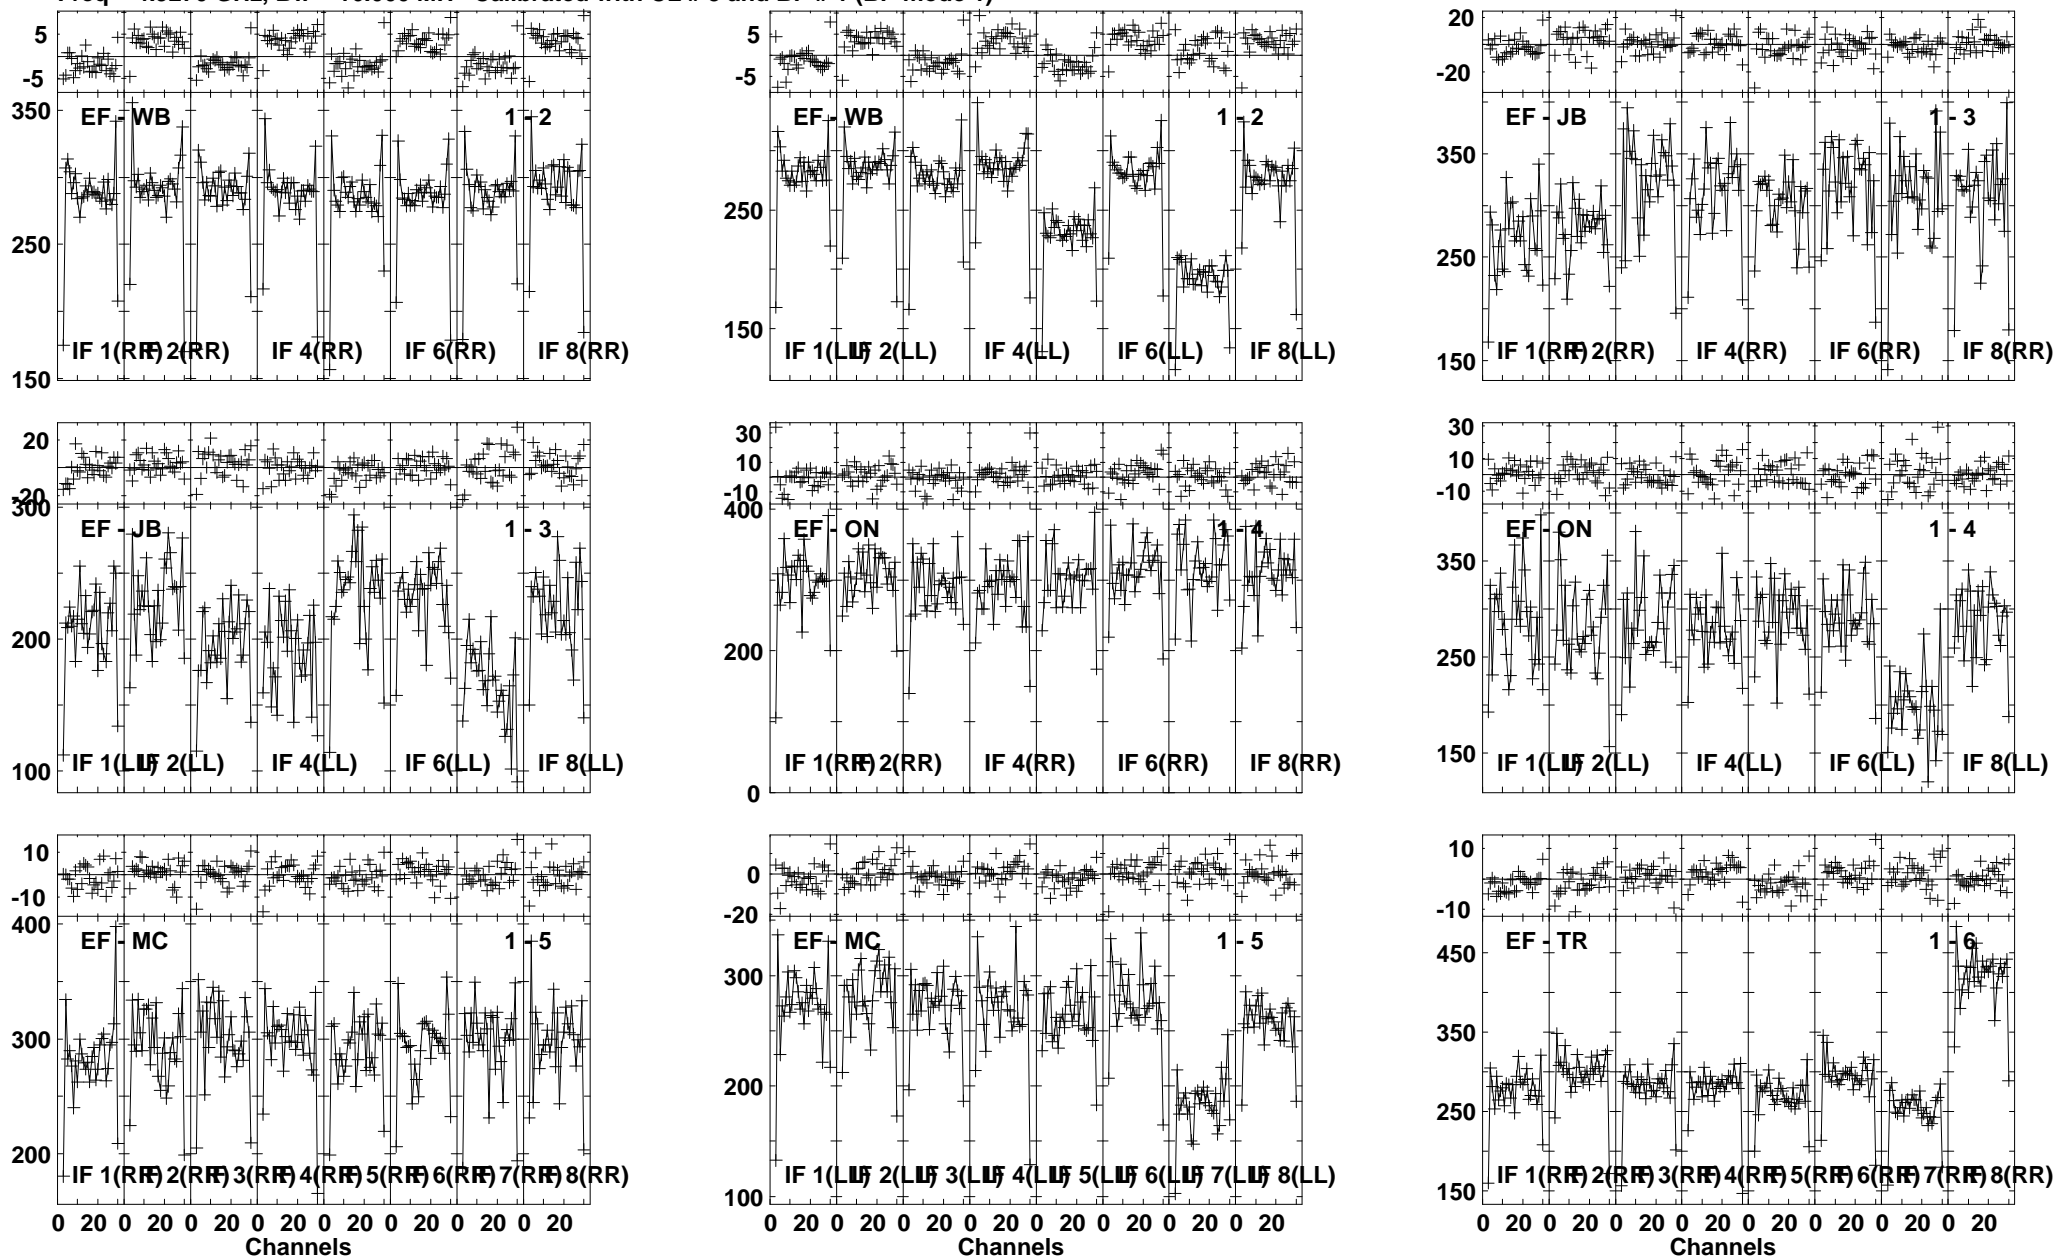 5
-5
350
250
150
EF - WB
1 - 2
IF 1(RR)
IF 2(RR)
IF 4(RR)
IF 6(RR)
IF 8(RR)
5
-5
250
150
EF - WB
1 - 2
IF 1(LL)
IF 2(LL)
IF 4(LL)
IF 6(LL)
IF 8(LL)
20
-20
350
250
150
EF - JB
1 - 3
IF 1(RR)
IF 2(RR)
IF 4(RR)
IF 6(RR)
IF 8(RR)
20
-20
300
200
100
EF - JB
1 - 3
IF 1(LL)
IF 2(LL)
IF 4(LL)
IF 6(LL)
IF 8(LL)
30
10
-10
400
200
0
EF - ON
1 - 4
IF 1(RR)
IF 2(RR)
IF 4(RR)
IF 6(RR)
IF 8(RR)
30
10
-10
350
250
150
EF - ON
1 - 4
IF 1(LL)
IF 2(LL)
IF 4(LL)
IF 6(LL)
IF 8(LL)
10
-10
400
300
200
EF - MC
1 - 5
IF 1(RR)
IF 2(RR)
IF 3(RR)
IF 4(RR)
IF 5(RR)
IF 6(RR)
IF 7(RR)
IF 8(RR)
0 20 0 20 0 20 0 20 0 20 0 20 0 20 0 20
Channels
0
-20
300
200
100
EF - MC
1 - 5
IF 1(LL)
IF 2(LL)
IF 3(LL)
IF 4(LL)
IF 5(LL)
IF 6(LL)
IF 7(LL)
IF 8(LL)
0 20 0 20 0 20 0 20 0 20 0 20 0 20 0 20
Channels
10
-10
450
350
250
150
EF - TR
1 - 6
IF 1(RR)
IF 2(RR)
IF 3(RR)
IF 4(RR)
IF 5(RR)
IF 6(RR)
IF 7(RR)
IF 8(RR)
0 20 0 20 0 20 0 20 0 20 0 20 0 20 0 20
Channels